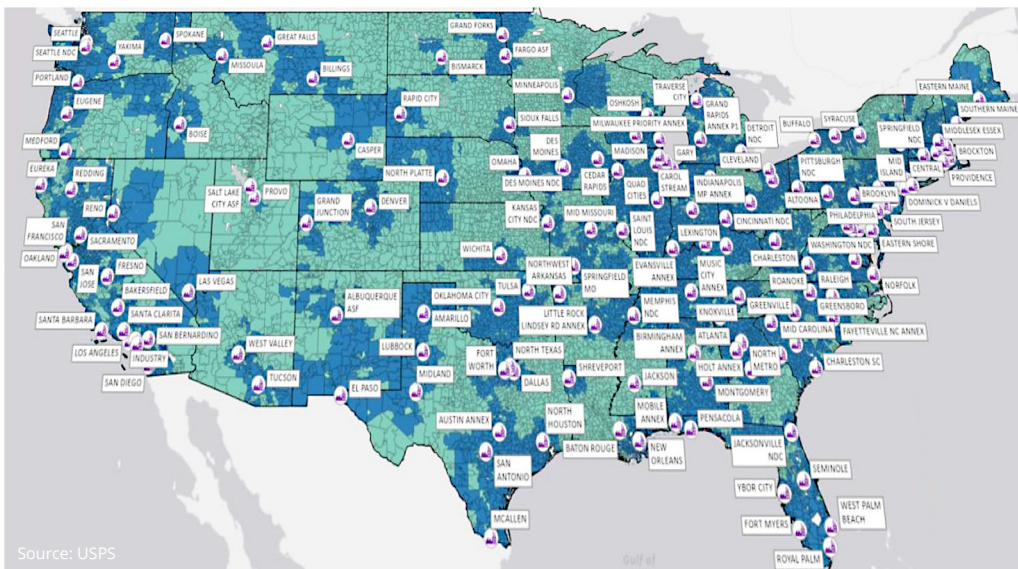 SEATTLE
SEATTLE NDC
YAKIMA
SPOKANE
GREAT FALLS
MISSOULA
BILLINGS
GRAND FORKS
FARGO ASF
BISMARCK
PORTLAND
EUGENE
MEDFORD
BOISE
CASPER
RAPID CITY
MINNEAPOLIS
SIOUX FALLS
OSHKOSH
TRAVERSE
CITY
GRAND
RAPIDS
ANNEX P1
MILWAUKEE PRIORITY ANNEX
DETROIT
NDC
BUFFALO
SYRACUSE
EASTERN MAINE
SOUTHERN MAINE
SPRINGFIELD
NDC
MIDDLESEX ESSEX
BROCKTON
PROVIDENCE
CENTRAL
MID
ISLAND
BROOKLYN
DOMINICK V DANIELS
EUREKA
REDDING
RENO
SALT LAKE
CITY ASF
PROVO
GRAND
JUNCTION
DENVER
NORTH PLATTE
OMAHA
DES
MOINES
DES MOINES NDC
CEDAR
RAPIDS
MADISON
QUAD
CITIES
CAROL
STREAM
GARY
CLEVELAND
INDIANAPOLIS
MP ANNEX
PITTSBURGH
NDC
ALTOONA
PHILADELPHIA
SOUTH JERSEY
SAN
FRANCISCO
SACRAMENTO
OAKLAND
SAN
JOSE
FRESNO
BAKERSFIELD
LAS VEGAS
KANSAS
CITY NDC
MID MISSOURI
SAINT
LOUIS
NDC
LEXINGTON
CINCINNATI NDC
CHARLESTON
WASHINGTON NDC
EASTERN SHORE
NORFOLK
WICHITA
NORTHWEST
ARKANSAS
SPRINGFIELD
MO
EVANSVILLE
ANNEX
MUSIC
CITY
ANNEX
ROANOKE
RALEIGH
GREENSBORO
SANTA BARBARA
SANTA CLARITA
SAN BERNARDINO
LOS ANGELES
INDUSTRY
SAN DIEGO
WEST VALLEY
TUCSON
ALBUQUERQUE
ASF
OKLAHOMA CITY
TULSA
AMARILLO
LITTLE ROCK
LINDSEY RD ANNEX
MEMPHIS
NDC
KNOXVILLE
GREENVILLE
MID CAROLINA
FAYETTEVILLE NC ANNEX
LUBBOCK
MIDLAND
EL PASO
FORT
WORTH
NORTH TEXAS
DALLAS
SHREVEPORT
BIRMINGHAM
ANNEX
ATLANTA
HOLT ANNEX
NORTH
METRO
CHARLESTON SC
JACKSON
MONTGOMERY
AUSTIN ANNEX
NORTH
HOUSTON
BATON ROUGE
MOBILE
ANNEX
PENSACOLA
NEW
ORLEANS
JACKSONVILLE
NDC
SAN
ANTONIO
MCALLEN
SEMINOLE
YBOR CITY
WEST PALM
BEACH
FORT MYERS
ROYAL PALM
Gulf of
Source: USPS